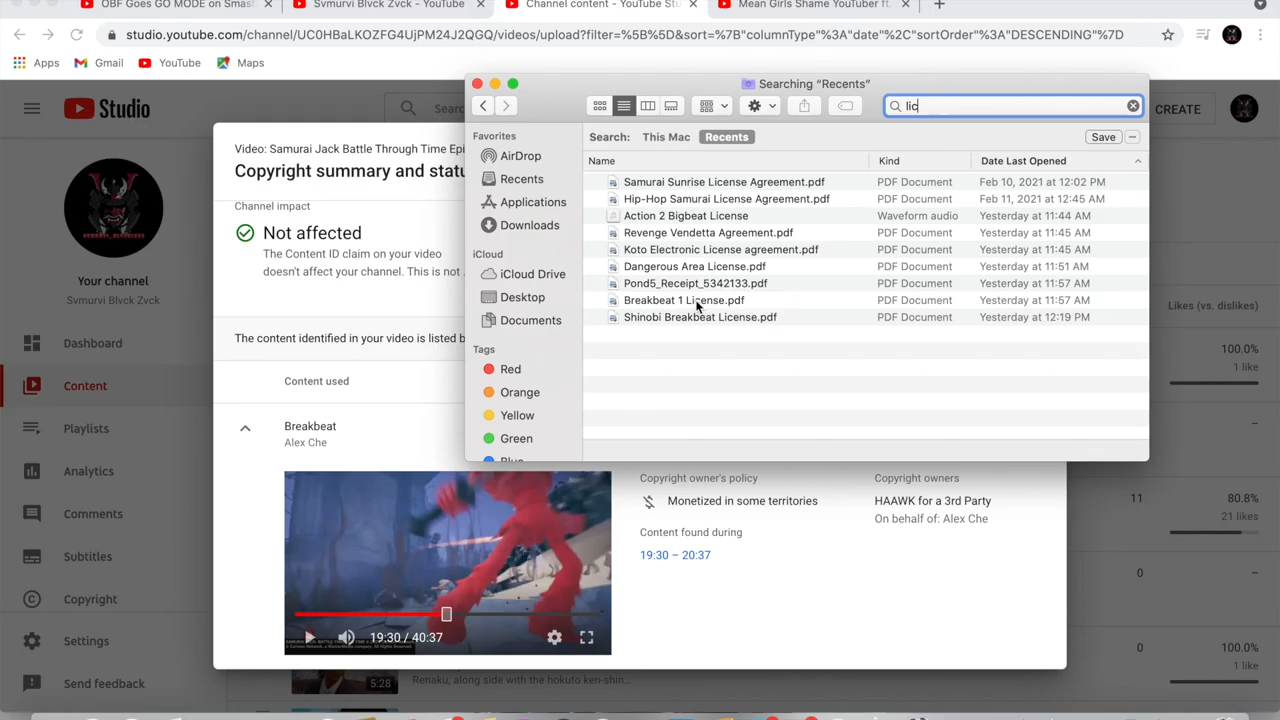 OBF Goes GO MODE on Smash
Svmurvi Blvck Zvck - YouTube
Channel content - YouTube Stu
Mean Girls Shame YouTuber ft.
studio.youtube.com/channel/UC0HBaLKOZFG4UjPM24J2QGQ/videos/upload?filter=%5B%5D&sort=%7B"columnType"%3A"date"%2C"sortOrder"%3A"DESCENDING"%7D
Apps Gmail YouTube Maps
Studio
Sear
CREATE
Searching “Recents”
lic
Search: This Mac Recents Save
Name Kind Date Last Opened
Samurai Sunrise License Agreement.pdf PDF Document Feb 10, 2021 at 12:02 PM
Hip-Hop Samurai License Agreement.pdf PDF Document Feb 11, 2021 at 12:45 AM
Action 2 Bigbeat License Waveform audio Yesterday at 11:44 AM
Revenge Vendetta Agreement.pdf PDF Document Yesterday at 11:45 AM
Koto Electronic License agreement.pdf PDF Document Yesterday at 11:45 AM
Dangerous Area License.pdf PDF Document Yesterday at 11:51 AM
Pond5_Receipt_5342133.pdf PDF Document Yesterday at 11:57 AM
Breakbeat 1 License.pdf PDF Document Yesterday at 11:57 AM
Shinobi Breakbeat License.pdf PDF Document Yesterday at 12:19 PM
Favorites
AirDrop
Recents
Applications
Downloads
iCloud
iCloud Drive
Desktop
Documents
Tags
Red
Orange
Yellow
Green
Blue
SVMURVI_BLVCKZVCK
Your channel
Svmurvi Blvck Zvck
Dashboard
Content
Playlists
Analytics
Comments
Subtitles
Copyright
Settings
Send feedback
Video: Samurai Jack Battle Through Time Epi
Copyright summary and statu
Channel impact
Not affected
The Content ID claim on your video
doesn't affect your channel. This is not ..
The content identified in your video is listed b
Content used
Breakbeat
Alex Che
19:30 / 40:37
Copyright owner's policy
Monetized in some territories
Content found during
19:30 – 20:37
Copyright owners
HAAWK for a 3rd Party
On behalf of: Alex Che
Likes (vs. dislikes)
100.0%
1 like
–
11 80.8%
21 likes
0 –
0 100.0%
1 like
5:28
Renaku, along side with the hokuto ken-shin...